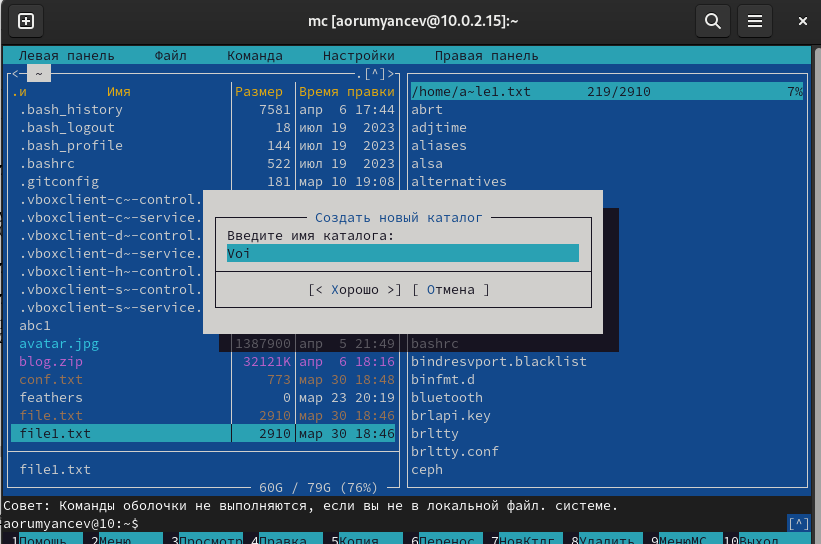 mc [aorumyancev@10.0.2.15]:~
Левая панель Файл Команда Настройки Правая панель
<─ ~ .[^]>
.и Имя Размер Время правки /home/a~le1.txt 219/2910 7%
.bash_history 7581 апр 6 17:44 abrt
.bash_logout 18 июл 19 2023 adjtime
.bash_profile 144 июл 19 2023 aliases
.bashrc 522 июл 19 2023 alsa
.gitconfig 181 мар 10 19:08 alternatives
.vboxclient-c~-control.
.vboxclient-c~-service. Создать новый каталог
.vboxclient-d~-control. Введите имя каталога:
.vboxclient-d~-service. Voi
.vboxclient-h~-control.
.vboxclient-s~-control. [< Хорошо >] [ Отмена ]
.vboxclient-s~-service.
abc1
avatar.jpg 1387900 апр 5 21:49 bashrc
blog.zip 32121K апр 6 18:16 bindresvport.blacklist
conf.txt 773 мар 30 18:48 binfmt.d
feathers 0 мар 23 20:19 bluetooth
file.txt 2910 мар 30 18:46 brlapi.key
file1.txt 2910 мар 30 18:46 brltty
brltty.conf
file1.txt ceph
60G / 79G (76%)
Совет: Команды оболочки не выполняются, если вы не в локальной файл. системе.
aorumyancev@10:~$ [^]
1Помощь 2Меню 3Просмотр 4Правка 5Копия 6Перенос 7НовКтлг 8Удалить 9МенюMC 10Выход